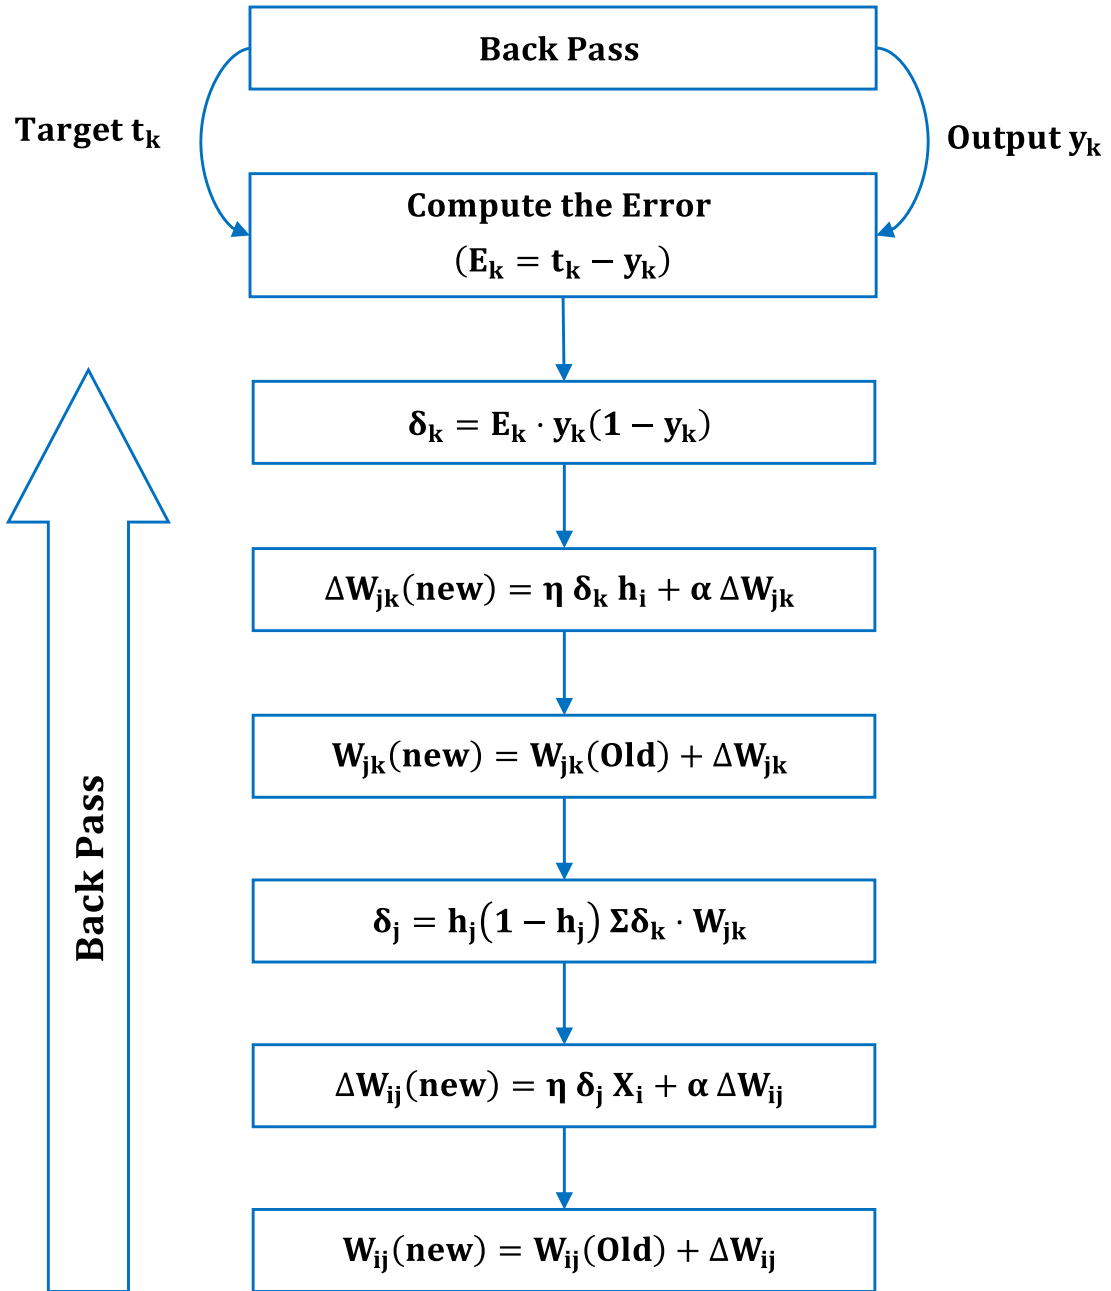 Back Pass
Target tₖ
Output yₖ
Compute the Error
(Eₖ = tₖ − yₖ)
δₖ = Eₖ · yₖ(1 − yₖ)
ΔWⱼₖ(new) = η δₖ hᵢ + α ΔWⱼₖ
Wⱼₖ(new) = Wⱼₖ(Old) + ΔWⱼₖ
δⱼ = hⱼ(1 − hⱼ) Σδₖ · Wⱼₖ
ΔWᵢⱼ(new) = η δⱼ Xᵢ + α ΔWᵢⱼ
Wᵢⱼ(new) = Wᵢⱼ(Old) + ΔWᵢⱼ
Back Pass